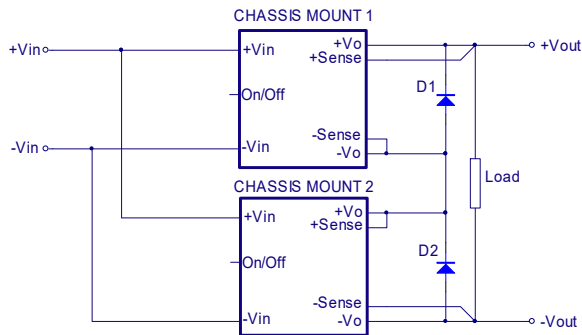 CHASSIS MOUNT 1
+Vin
+Vin
+Vo
+Vout
+Sense
D1
On/Off
-Sense
-Vin
-Vin
-Vo
Load
CHASSIS MOUNT 2
+Vin
+Vo
+Sense
D2
On/Off
-Sense
-Vin
-Vo
-Vout